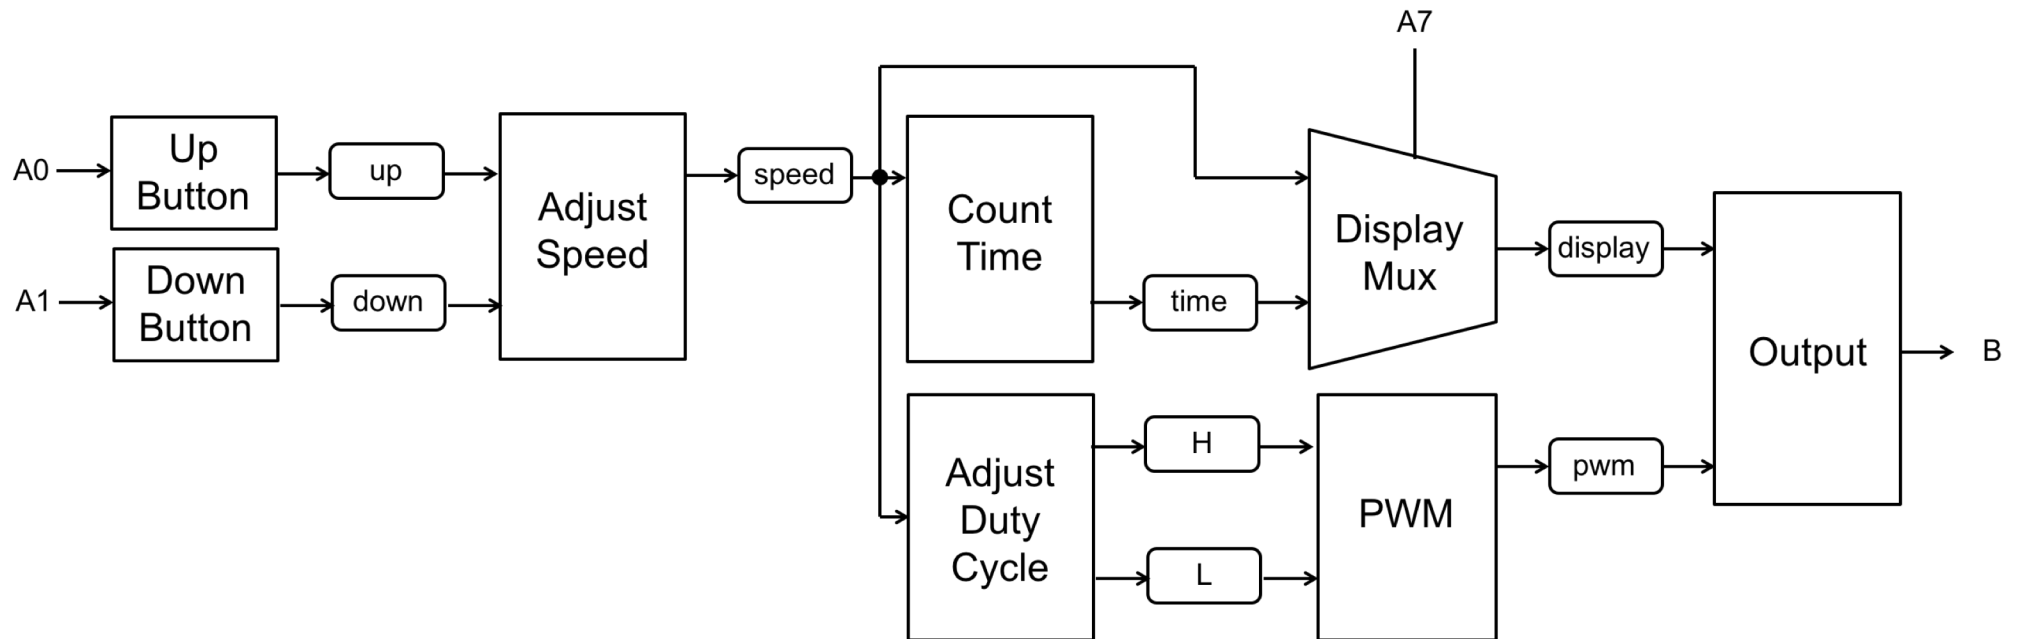 A7
A0
Up
Button
up
Adjust
Speed
speed
Count
Time
Display
Mux
display
A1
Down
Button
down
time
Output
B
Adjust
Duty
Cycle
H
L
PWM
pwm